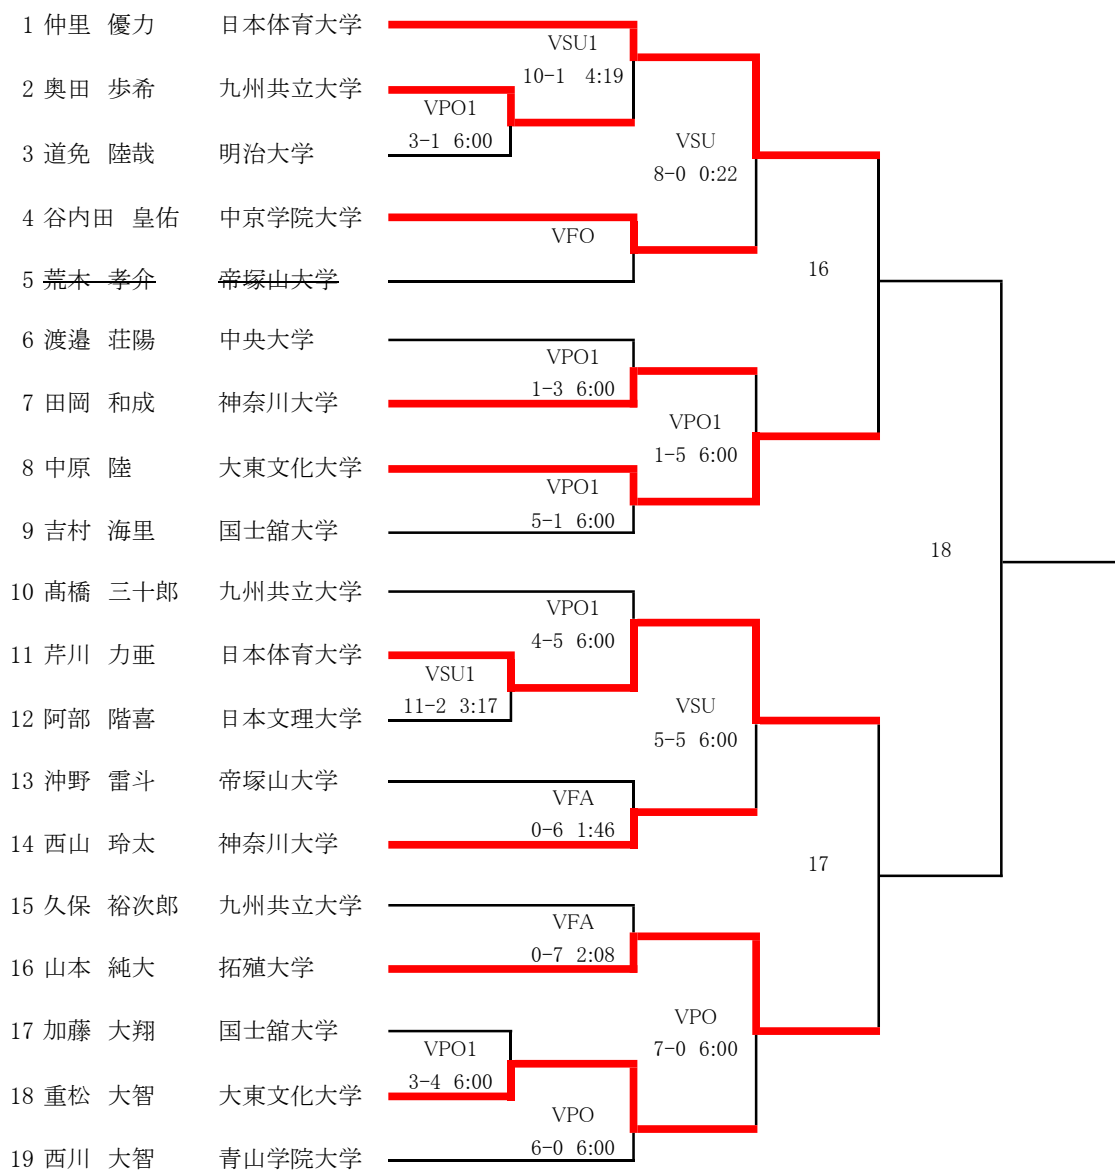 1 仲里 優力 日本体育大学
VSU1
10-1 4:19
2 奥田 歩希 九州共立大学
VPO1
3-1 6:00
3 道免 陸哉 明治大学
VSU
8-0 0:22
4 谷内田 皇佑 中京学院大学
VFO
5 荒木 孝介 帝塚山大学
16
6 渡邉 荘陽 中央大学
VPO1
1-3 6:00
7 田岡 和成 神奈川大学
VPO1
1-5 6:00
8 中原 陸 大東文化大学
VPO1
5-1 6:00
9 吉村 海里 国士舘大学
18
10 髙橋 三十郎 九州共立大学
VPO1
4-5 6:00
11 芹川 力亜 日本体育大学
VSU1
11-2 3:17
12 阿部 階喜 日本文理大学
VSU
5-5 6:00
13 沖野 雷斗 帝塚山大学
VFA
0-6 1:46
14 西山 玲太 神奈川大学
17
15 久保 裕次郎 九州共立大学
VFA
0-7 2:08
16 山本 純大 拓殖大学
VPO
7-0 6:00
17 加藤 大翔 国士舘大学
VPO1
3-4 6:00
18 重松 大智 大東文化大学
VPO
6-0 6:00
19 西川 大智 青山学院大学